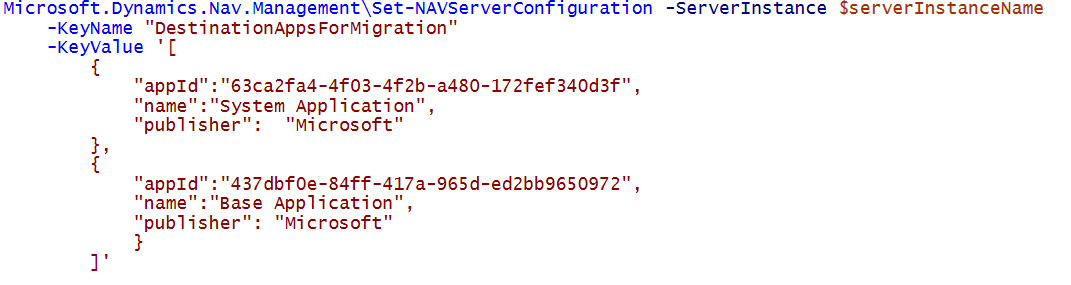 Microsoft.Dynamics.Nav.Management\Set-NAVServerConfiguration -ServerInstance $serverInstanceName
-KeyName "DestinationAppsForMigration"
-KeyValue '[
{
"appId":"63ca2fa4-4f03-4f2b-a480-172fef340d3f",
"name":"System Application",
"publisher":  "Microsoft"
},
{
"appId":"437dbf0e-84ff-417a-965d-ed2bb9650972",
"name":"Base Application",
"publisher": "Microsoft"
}
]'